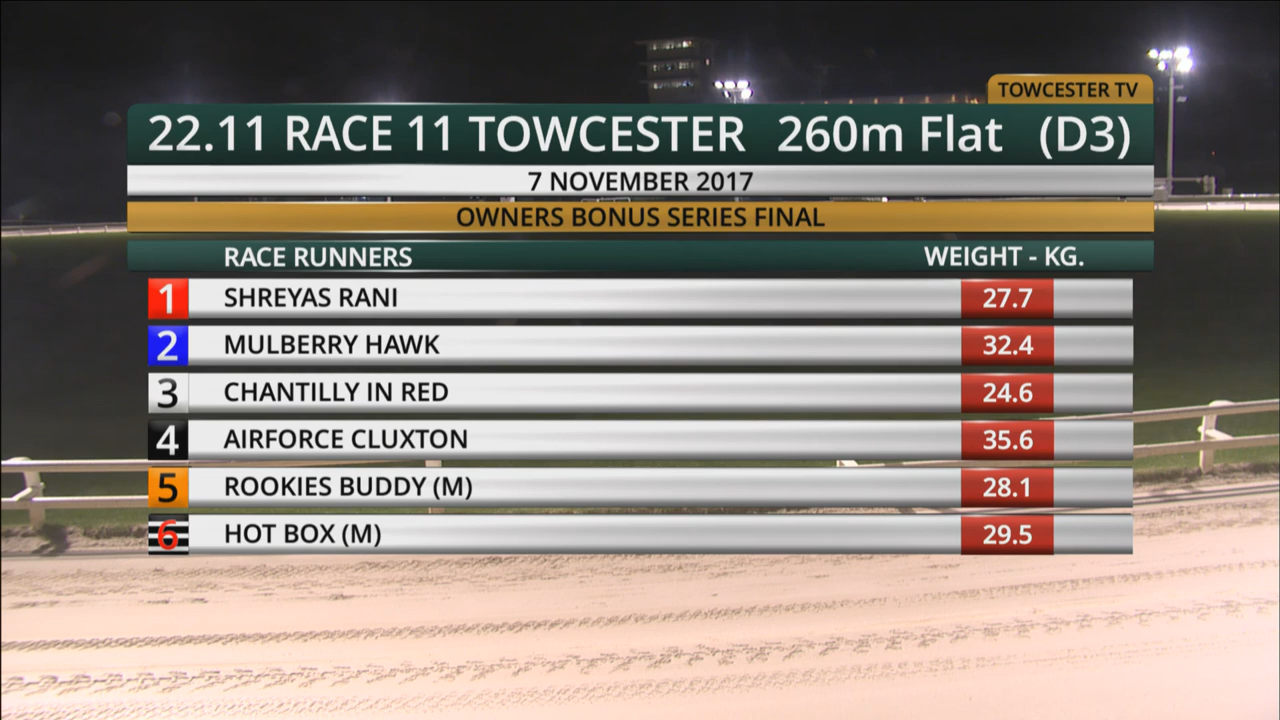 TOWCESTER TV
22.11 RACE 11 TOWCESTER 260m Flat (D3)
7 NOVEMBER 2017
OWNERS BONUS SERIES FINAL
RACE RUNNERS WEIGHT - KG.
1 SHREYAS RANI 27.7
2 MULBERRY HAWK 32.4
3 CHANTILLY IN RED 24.6
4 AIRFORCE CLUXTON 35.6
5 ROOKIES BUDDY (M) 28.1
6 HOT BOX (M) 29.5